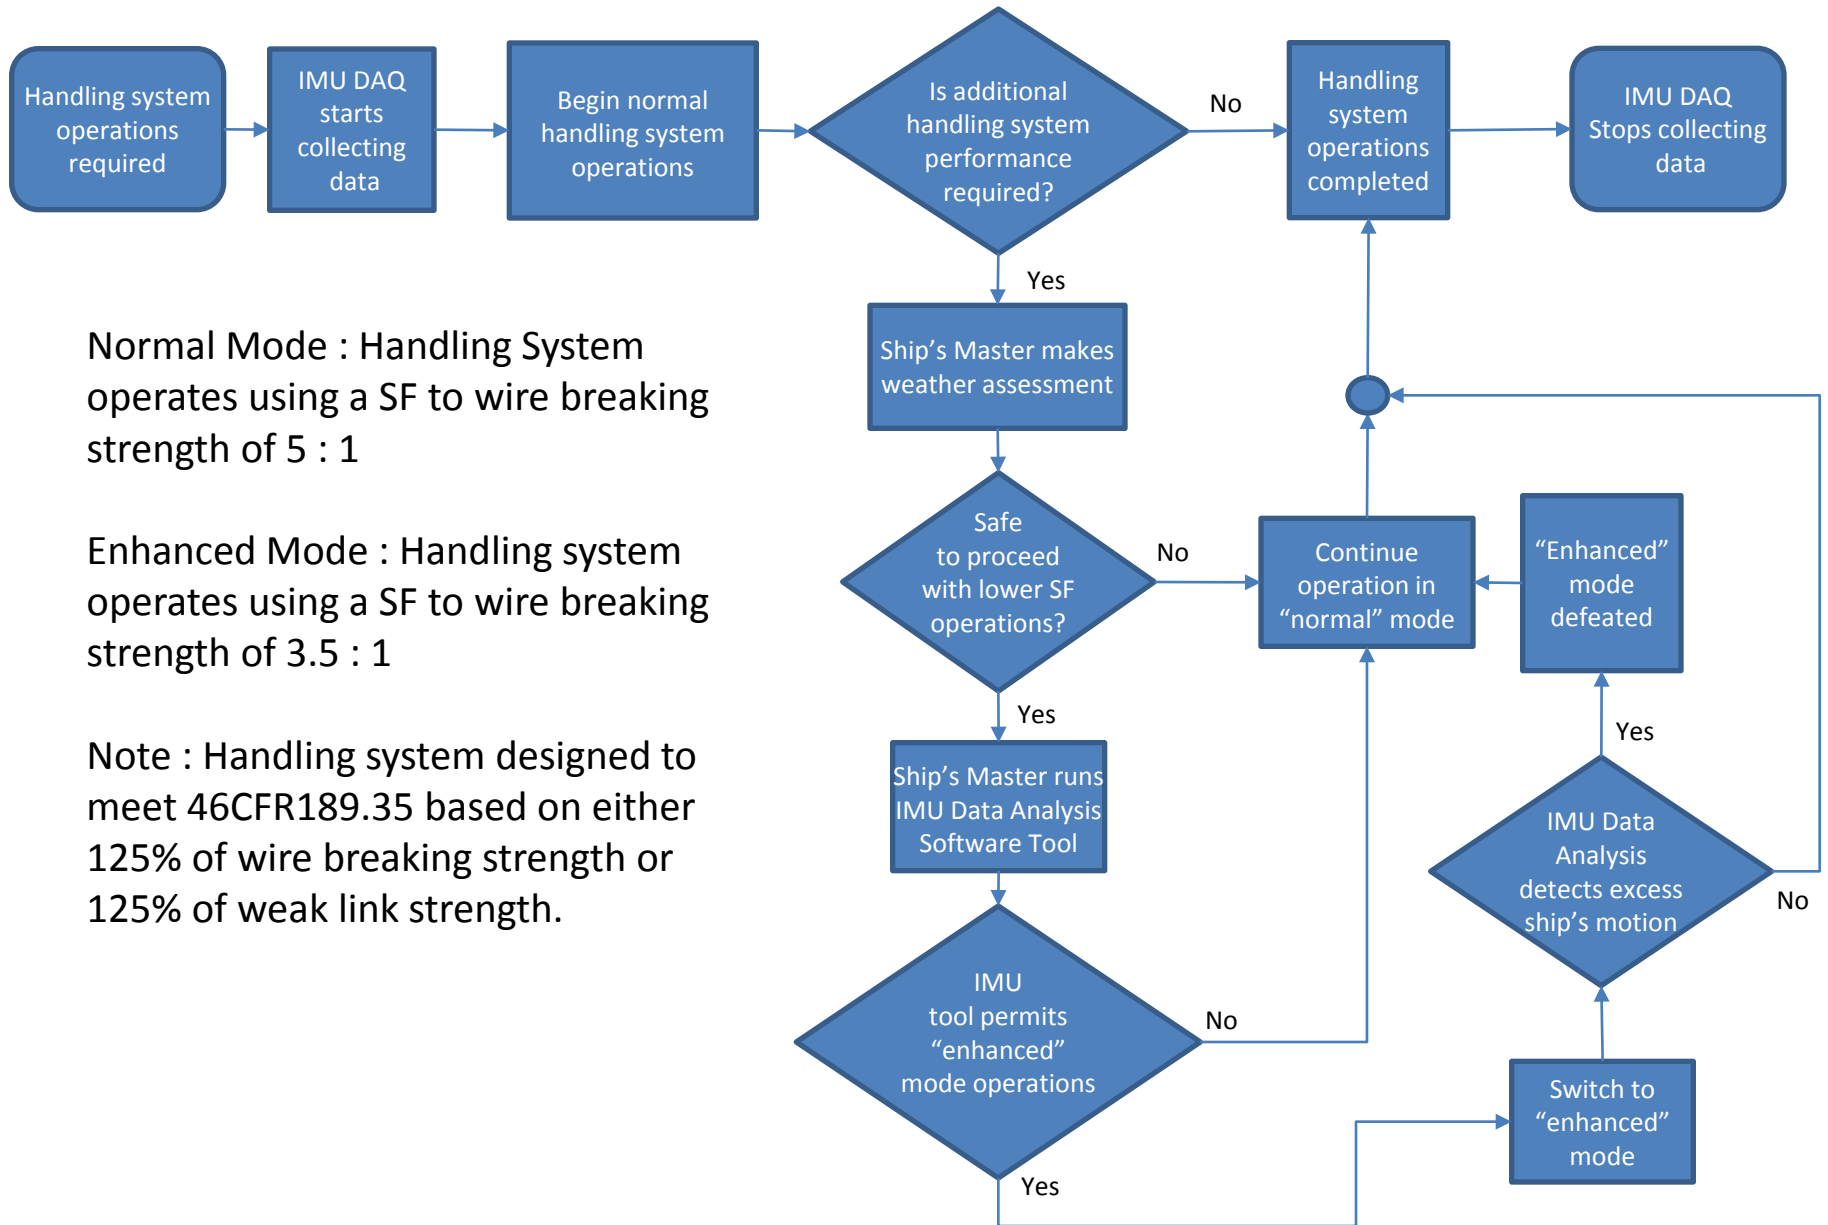 Handling system
operations
required
IMU DAQ
starts
collecting
data
Begin normal
handling system
operations
Is additional
handling system
performance
required?
No
Handling
system
operations
completed
IMU DAQ
Stops collecting
data
Yes
Ship’s Master makes
weather assessment
Safe
to proceed
with lower SF
operations?
No
Continue
operation in
“normal” mode
“Enhanced”
mode
defeated
Yes
Ship’s Master runs
IMU Data Analysis
Software Tool
Yes
IMU Data
Analysis
detects excess
ship’s motion
No
IMU
tool permits
“enhanced”
mode operations
No
Yes
Switch to
“enhanced”
mode
Normal Mode : Handling System
operates using a SF to wire breaking
strength of 5 : 1
Enhanced Mode : Handling system
operates using a SF to wire breaking
strength of 3.5 : 1
Note : Handling system designed to
meet 46CFR189.35 based on either
125% of wire breaking strength or
125% of weak link strength.